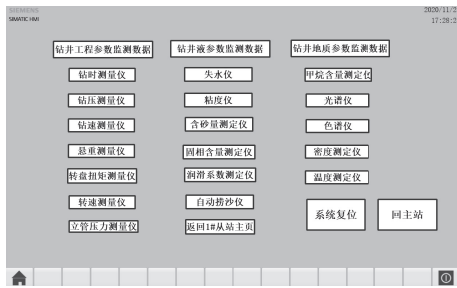 SIEMENS
SIMATIC HMI
2020/11/2
17:28:2
钻井工程参数监测数据 钻井液参数监测数据 钻井地质参数监测数据
钻时测量仪 失水仪 甲烷含量测定仪
钻压测量仪 粘度仪 光谱仪
钻速测量仪 含砂量测定仪 色谱仪
悬重测量仪 固相含量测定仪 密度测定仪
转盘扭矩测量仪 润滑系数测定仪 温度测定仪
转速测量仪 自动捞沙仪
系统复位 回主站
立管压力测量仪 返回1#从站主页